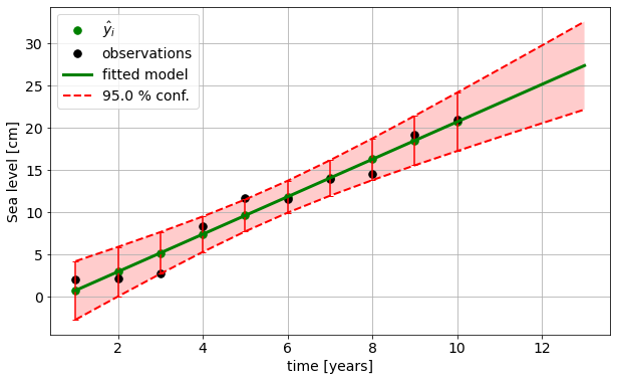 ŷᵢ
observations
fitted model
95.0 % conf.
Sea level [cm]
30
25
20
15
10
5
0
2 4 6 8 10 12
time [years]